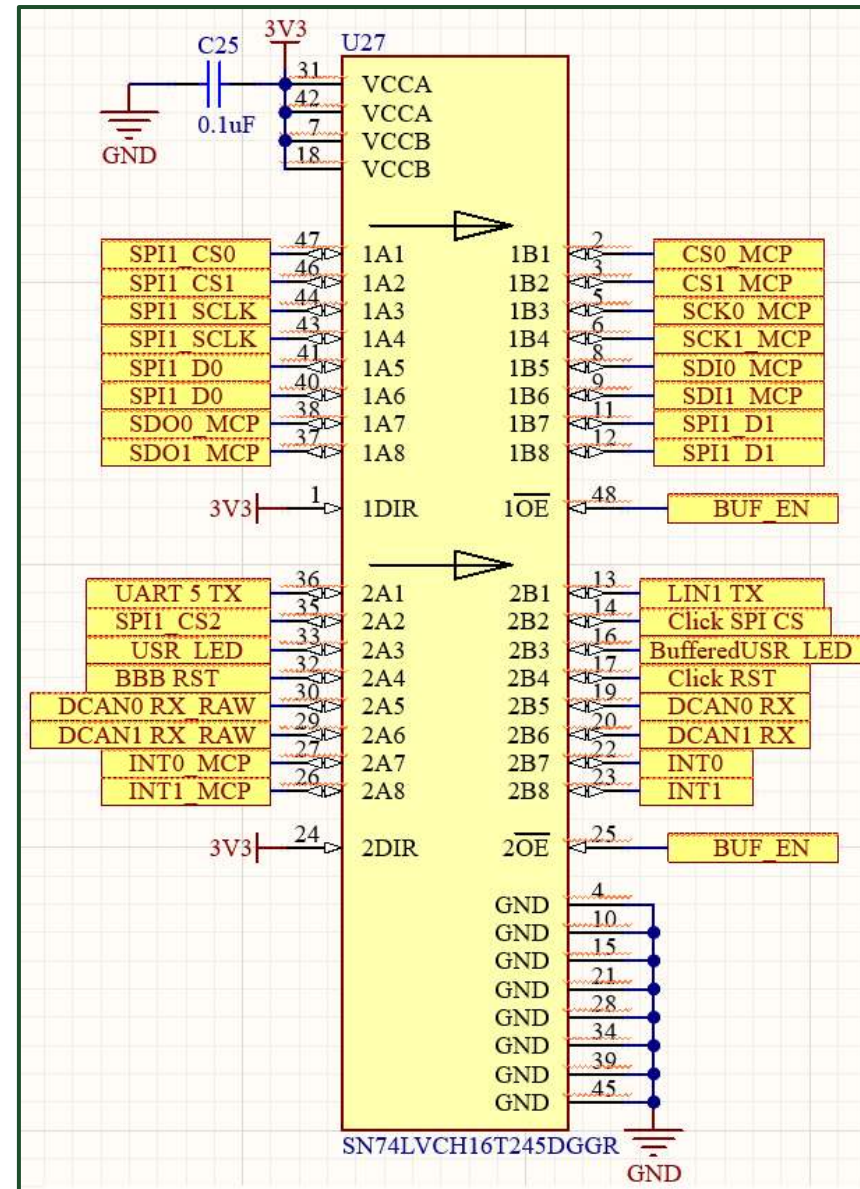 3V3
C25
U27
0.1uF
GND
31 VCCA
42 VCCA
7 VCCB
18 VCCB
SPI1_CS0 47 1A1 1B1 2 CS0_MCP
SPI1_CS1 46 1A2 1B2 3 CS1_MCP
SPI1_SCLK 44 1A3 1B3 5 SCK0_MCP
SPI1_SCLK 43 1A4 1B4 6 SCK1_MCP
SPI1_D0 41 1A5 1B5 8 SDI0_MCP
SPI1_D0 40 1A6 1B6 9 SDI1_MCP
SDO0_MCP 38 1A7 1B7 11 SPI1_D1
SDO1_MCP 37 1A8 1B8 12 SPI1_D1
3V3 1 1DIR 1OE 48 BUF_EN
UART 5 TX 36 2A1 2B1 13 LIN1 TX
SPI1_CS2 35 2A2 2B2 14 Click SPI CS
USR_LED 33 2A3 2B3 16 BufferedUSR_LED
BBB RST 32 2A4 2B4 17 Click RST
DCAN0 RX_RAW 30 2A5 2B5 19 DCAN0 RX
DCAN1 RX_RAW 29 2A6 2B6 20 DCAN1 RX
INT0_MCP 27 2A7 2B7 22 INT0
INT1_MCP 26 2A8 2B8 23 INT1
3V3 24 2DIR 2OE 25 BUF_EN
GND 4
GND 10
GND 15
GND 21
GND 28
GND 34
GND 39
GND 45
SN74LVCH16T245DGGR
GND